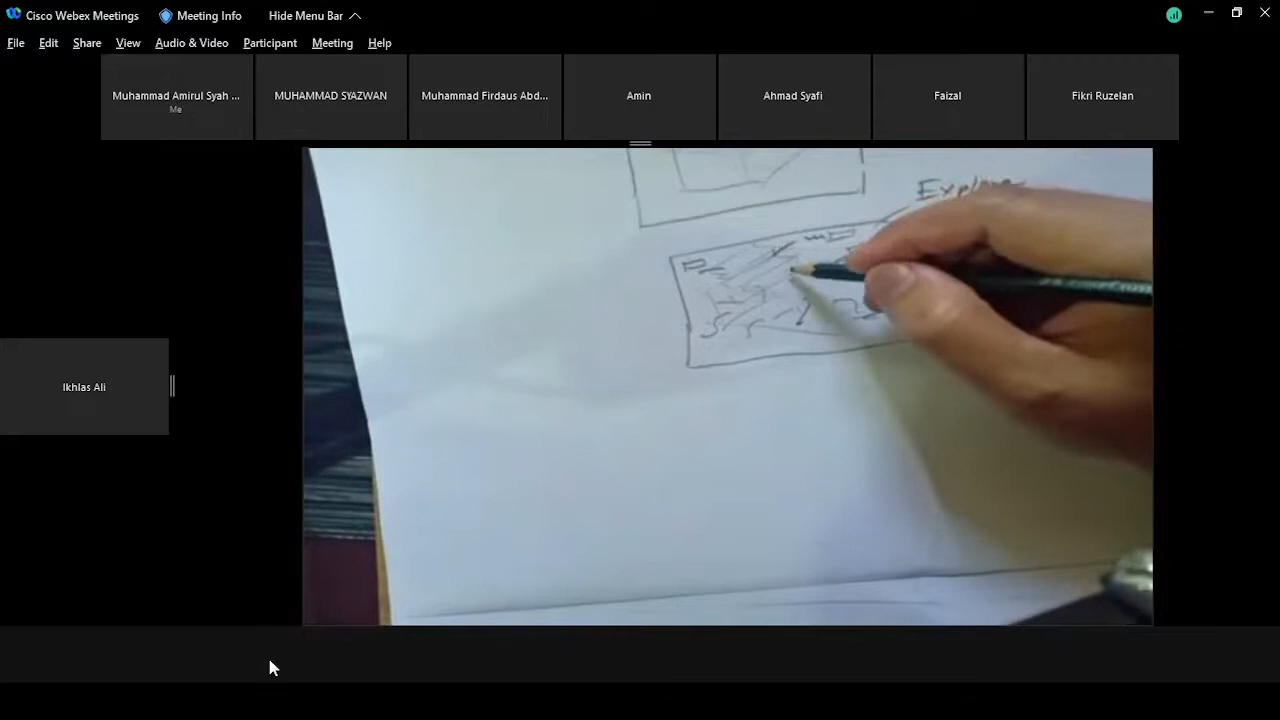 Cisco Webex Meetings Meeting Info Hide Menu Bar
File Edit Share View Audio & Video Participant Meeting Help
Muhammad Amirul Syah ... MUHAMMAD SYAZWAN Muhammad Firdaus Abd... Amin Ahmad Syafi Faizal Fikri Ruzelan
Me
Ikhlas Ali